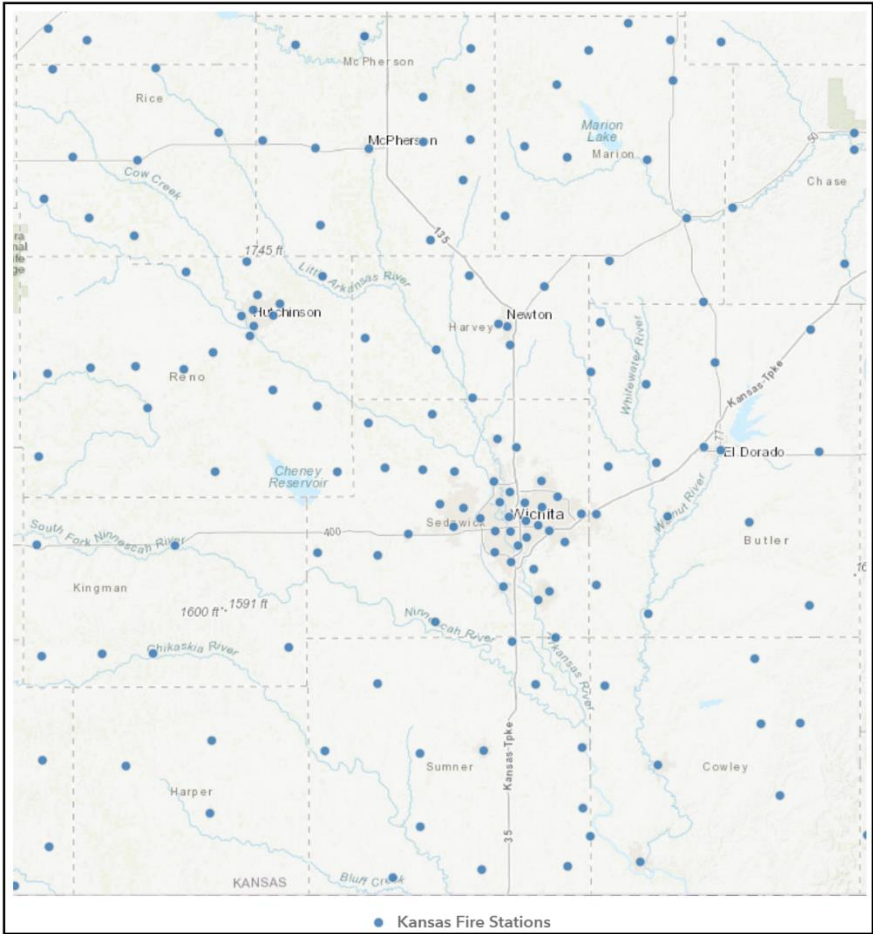 McPherson
Rice
Marion
Lake
McPherson
Marion
50
Cow Creek
Chase
135
1745 ft
Little Arkansas River
Hutchinson
Newton
Harvey
Whitewater River
Reno
Kansas-Tpke
77
El Dorado
Cheney
Reservoir
Walnut River
Wichita
Sedgwick
400
South Fork Ninnescah River
Butler
Kingman
1600 ft
1591 ft
Ninnescah River
Chikaskia River
Arkansas River
Kansas-Tpke
Sumner
Cowley
Harper
35
KANSAS
Bluff Creek
Kansas Fire Stations